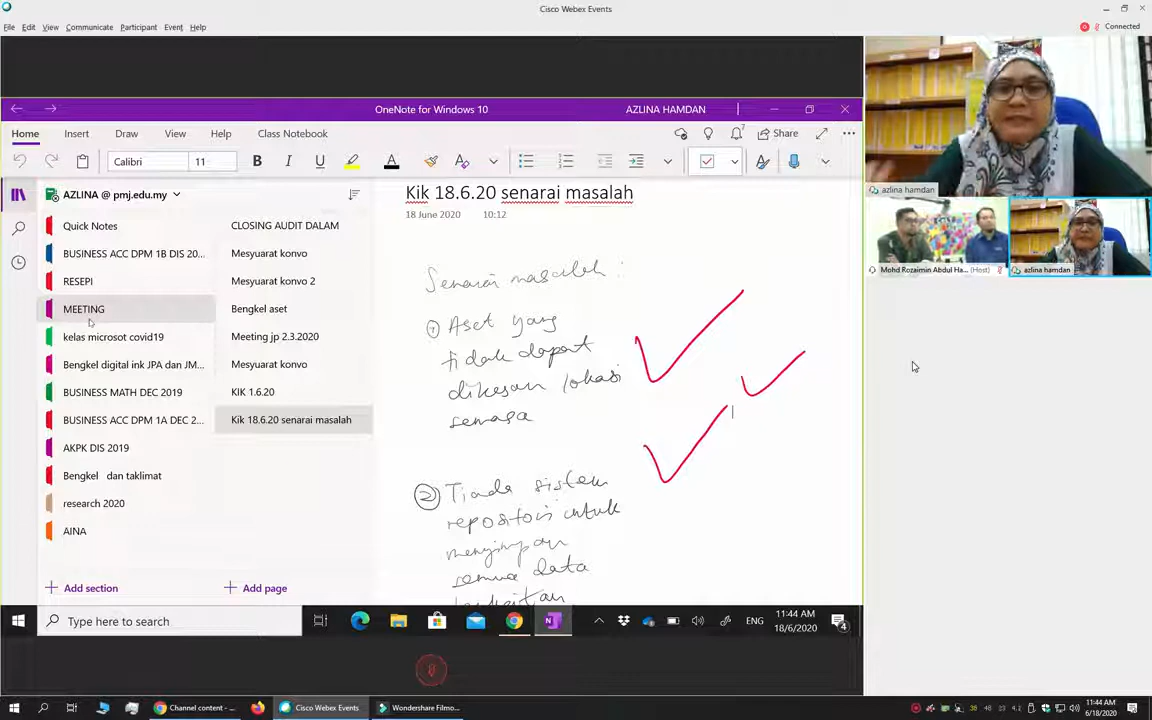 Cisco Webex Events
File Edit View Communicate Participant Event Help
Connected
OneNote for Windows 10
AZLINA HAMDAN
Home Insert Draw View Help Class Notebook
Share
Calibri 11 B I U A
AZLINA @ pmj.edu.my
Quick Notes
BUSINESS ACC DPM 1B DIS 20...
RESEPI
MEETING
kelas microsot covid19
Bengkel digital ink JPA dan JM...
BUSINESS MATH DEC 2019
BUSINESS ACC DPM 1A DEC 2...
AKPK DIS 2019
Bengkel dan taklimat
research 2020
AINA
Add section
CLOSING AUDIT DALAM
Mesyuarat konvo
Mesyuarat konvo 2
Bengkel aset
Meeting jp 2.3.2020
Mesyuarat konvo
KIK 1.6.20
Kik 18.6.20 senarai masalah
Add page
Kik 18.6.20 senarai masalah
18 June 2020 10:12
Senarai masalah :
① Aset yang
tidak dapat
dikesan lokasi
semasa
② Tiada sistem
repositori untuk
menyimpan
semua data
berkaitan
azlina hamdan
Mohd Rozaimin Abdul Ha... (Host)
azlina hamdan
Type here to search
ENG
11:44 AM
18/6/2020
4
Channel content - ...
Cisco Webex Events
Wondershare Filmo...
11:44 AM
6/18/2020